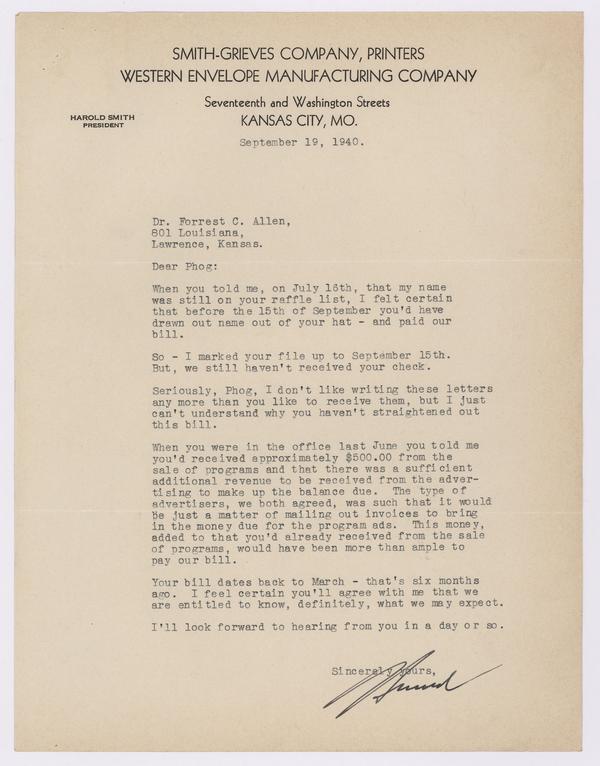 SMITH-GRIEVES COMPANY, PRINTERS
WESTERN ENVELOPE MANUFACTURING COMPANY
Seventeenth and Washington Streets
KANSAS CITY, MO.
HAROLD SMITH
PRESIDENT
September 19, 1940.
Dr. Forrest C. Allen,
801 Louisiana,
Lawrence, Kansas.
Dear Phog:
When you told me, on July 18th, that my name
was still on your raffle list, I felt certain
that before the 15th of September you'd have
drawn out name out of your hat - and paid our
bill.
So - I marked your file up to September 15th.
But, we still haven't received your check.
Seriously, Phog, I don't like writing these letters
any more than you like to receive them, but I just
can't understand why you haven't straightened out
this bill.
When you were in the office last June you told me
you'd received approximately $500.00 from the
sale of programs and that there was a sufficient
additional revenue to be received from the adver-
tising to make up the balance due. The type of
advertisers, we both agreed, was such that it would
be just a matter of mailing out invoices to bring
in the money due for the program ads. This money,
added to that you'd already received from the sale
of programs, would have been more than ample to
pay our bill.
Your bill dates back to March - that's six months
ago. I feel certain you'll agree with me that we
are entitled to know, definitely, what we may expect.
I'll look forward to hearing from you in a day or so.
Sincerely yours,